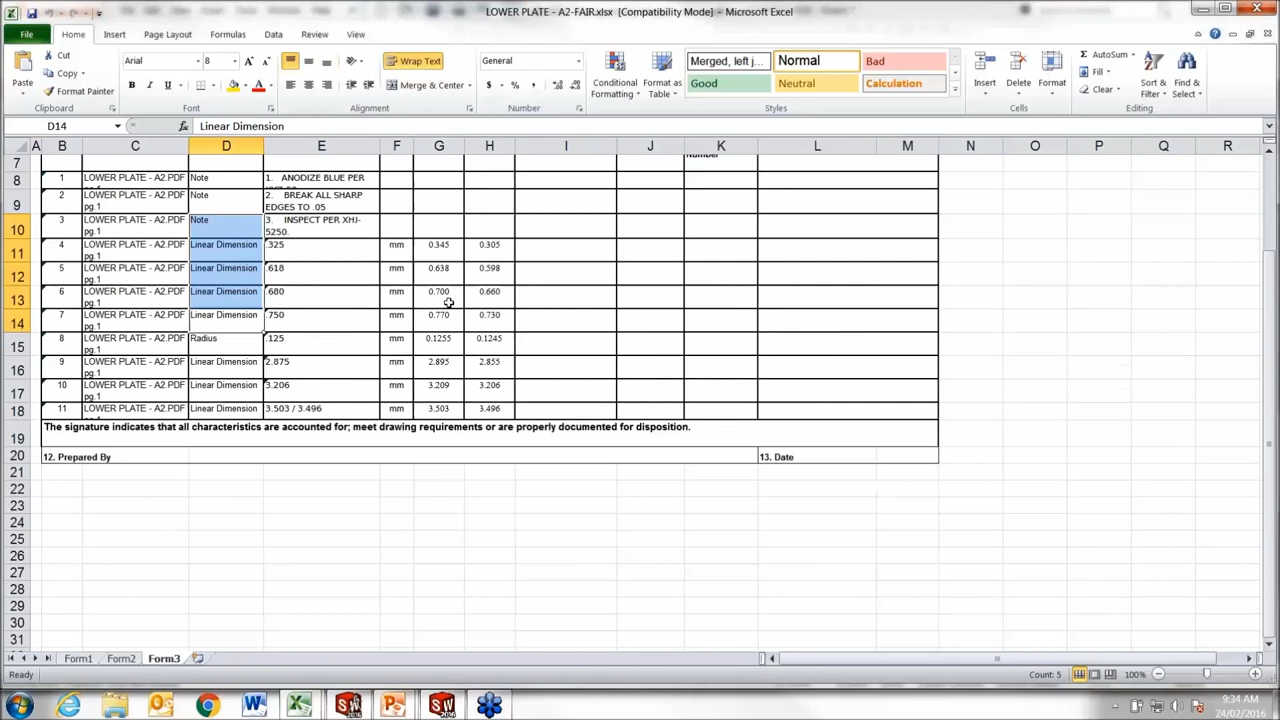 LOWER PLATE - A2-FAIR.xlsx [Compatibility Mode] - Microsoft Excel
File Home Insert Page Layout Formulas Data Review View
Paste
Cut
Copy
Format Painter
Clipboard
Arial 8
B I U
Font
Wrap Text
Merge & Center
Alignment
General
$ % ,
Number
Conditional Formatting
Format as Table
Merged, left j... Normal Bad
Good Neutral Calculation
Styles
Insert Delete Format
Cells
AutoSum
Fill
Clear
Sort & Filter
Find & Select
Editing
D14 fx Linear Dimension
A B C D E F G H I J K L M N O P Q R
7 Number
8 1 LOWER PLATE - A2.PDF Note 1. ANODIZE BLUE PER
9 2 LOWER PLATE - A2.PDF pg.1 Note 2. BREAK ALL SHARP EDGES TO .05
10 3 LOWER PLATE - A2.PDF pg.1 Note 3. INSPECT PER XHJ-5250.
11 4 LOWER PLATE - A2.PDF pg.1 Linear Dimension .325 mm 0.345 0.305
12 5 LOWER PLATE - A2.PDF pg.1 Linear Dimension .618 mm 0.638 0.598
13 6 LOWER PLATE - A2.PDF pg.1 Linear Dimension .680 mm 0.700 0.660
14 7 LOWER PLATE - A2.PDF pg.1 Linear Dimension .750 mm 0.770 0.730
15 8 LOWER PLATE - A2.PDF pg.1 Radius .125 mm 0.1255 0.1245
16 9 LOWER PLATE - A2.PDF pg.1 Linear Dimension 2.875 mm 2.895 2.855
17 10 LOWER PLATE - A2.PDF pg.1 Linear Dimension 3.206 mm 3.209 3.206
18 11 LOWER PLATE - A2.PDF Linear Dimension 3.503 / 3.496 mm 3.503 3.496
19 The signature indicates that all characteristics are accounted for; meet drawing requirements or are properly documented for disposition.
20 12. Prepared By 13. Date
21
22
23
24
25
26
27
28
29
30
31
Form1 Form2 Form3
Ready Count: 5 100%
9:34 AM
24/02/2016